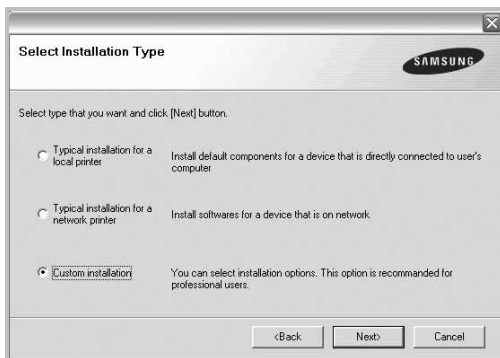 Select Installation Type
SAMSUNG
Select type that you want and click [Next] button.
Typical installation for a
local printer
Install default components for a device that is directly connected to user's
computer
Typical installation for a
network printer
Install softwares for a device that is on network
Custom installation
You can select installation options. This option is recommanded for
professional users.
<Back
Next>
Cancel